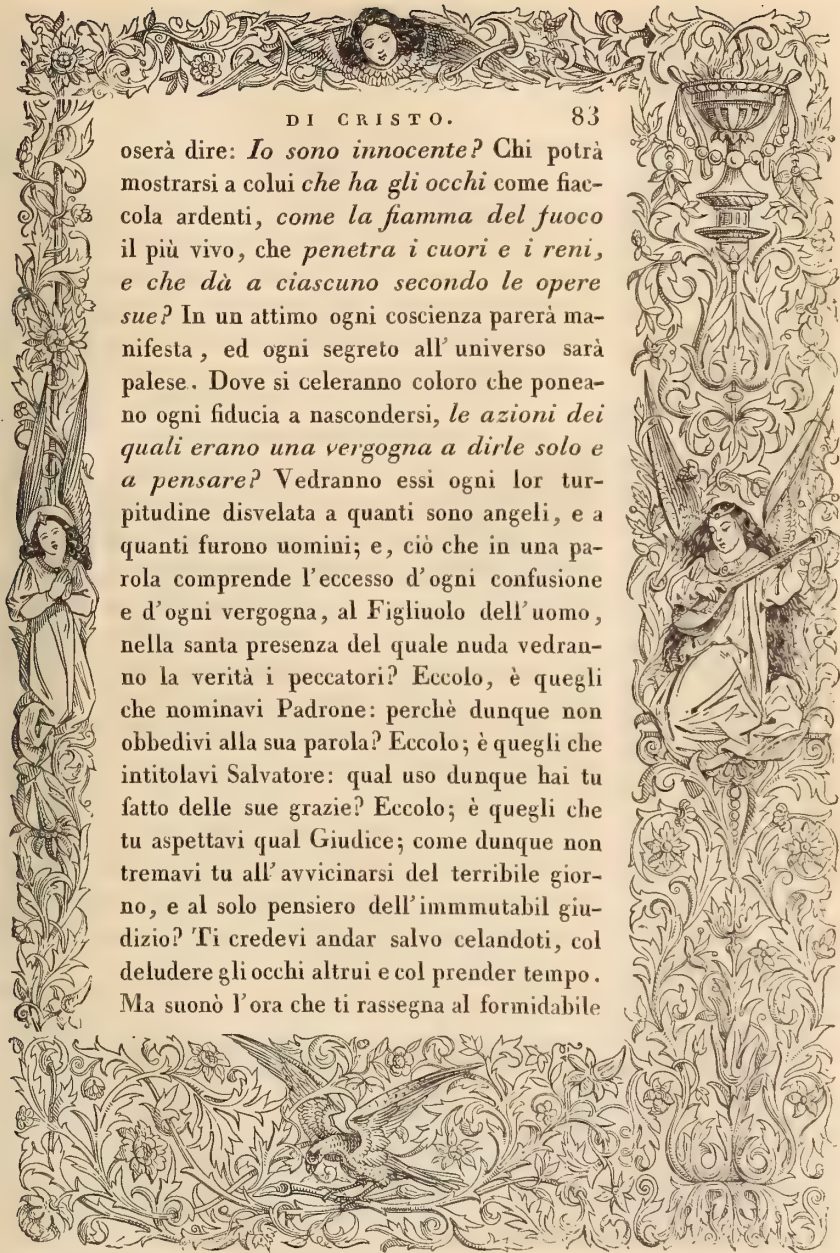 DI CRISTO. 83
oserà dire: Io sono innocente? Chi potrà
mostrarsi a colui che ha gli occhi come fiac-
cola ardenti, come la fiamma del fuoco
il più vivo, che penetra i cuori e i reni,
e che dà a ciascuno secondo le opere
sue? In un attimo ogni coscienza parerà ma-
nifesta, ed ogni segreto all'universo sarà
palese. Dove si celeranno coloro che ponea-
no ogni fiducia a nascondersi, le azioni dei
quali erano una vergogna a dirle solo e
a pensare? Vedranno essi ogni lor tur-
pitudine disvelata a quanti sono angeli, e a
quanti furono uomini; e, ciò che in una pa-
rola comprende l'eccesso d'ogni confusione
e d'ogni vergogna, al Figliuolo dell'uomo,
nella santa presenza del quale nuda vedran-
no la verità i peccatori? Eccolo, è quegli
che nominavi Padrone: perchè dunque non
obbedivi alla sua parola? Eccolo; è quegli che
intitolavi Salvatore: qual uso dunque hai tu
fatto delle sue grazie? Eccolo; è quegli che
tu aspettavi qual Giudice; come dunque non
tremavi tu all'avvicinarsi del terribile gior-
no, e al solo pensiero dell'immmutabil giu-
dizio? Ti credevi andar salvo celandoti, col
deludere gli occhi altrui e col prender tempo.
Ma suonò l'ora che ti rassegna al formidabile